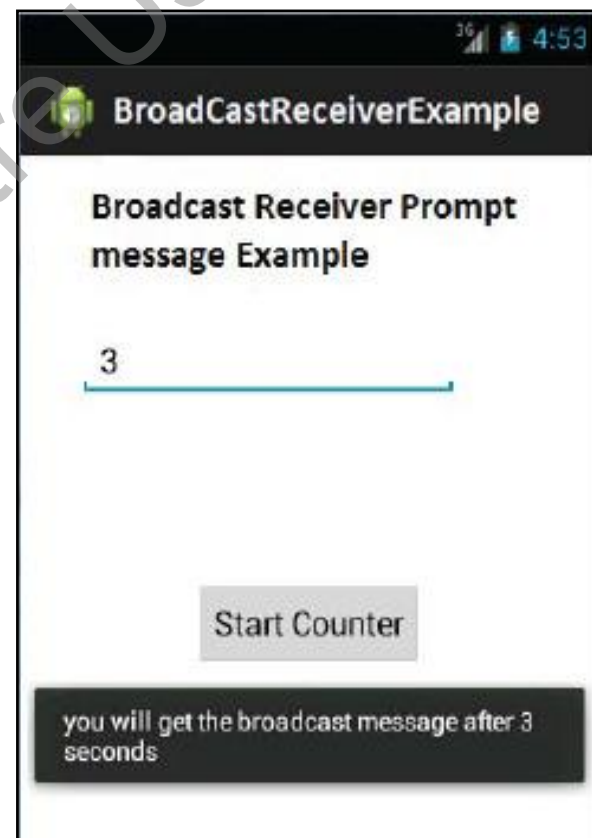 3G 4:53
BroadCastReceiverExample
Broadcast Receiver Prompt
message Example
3
Start Counter
you will get the broadcast message after 3
seconds